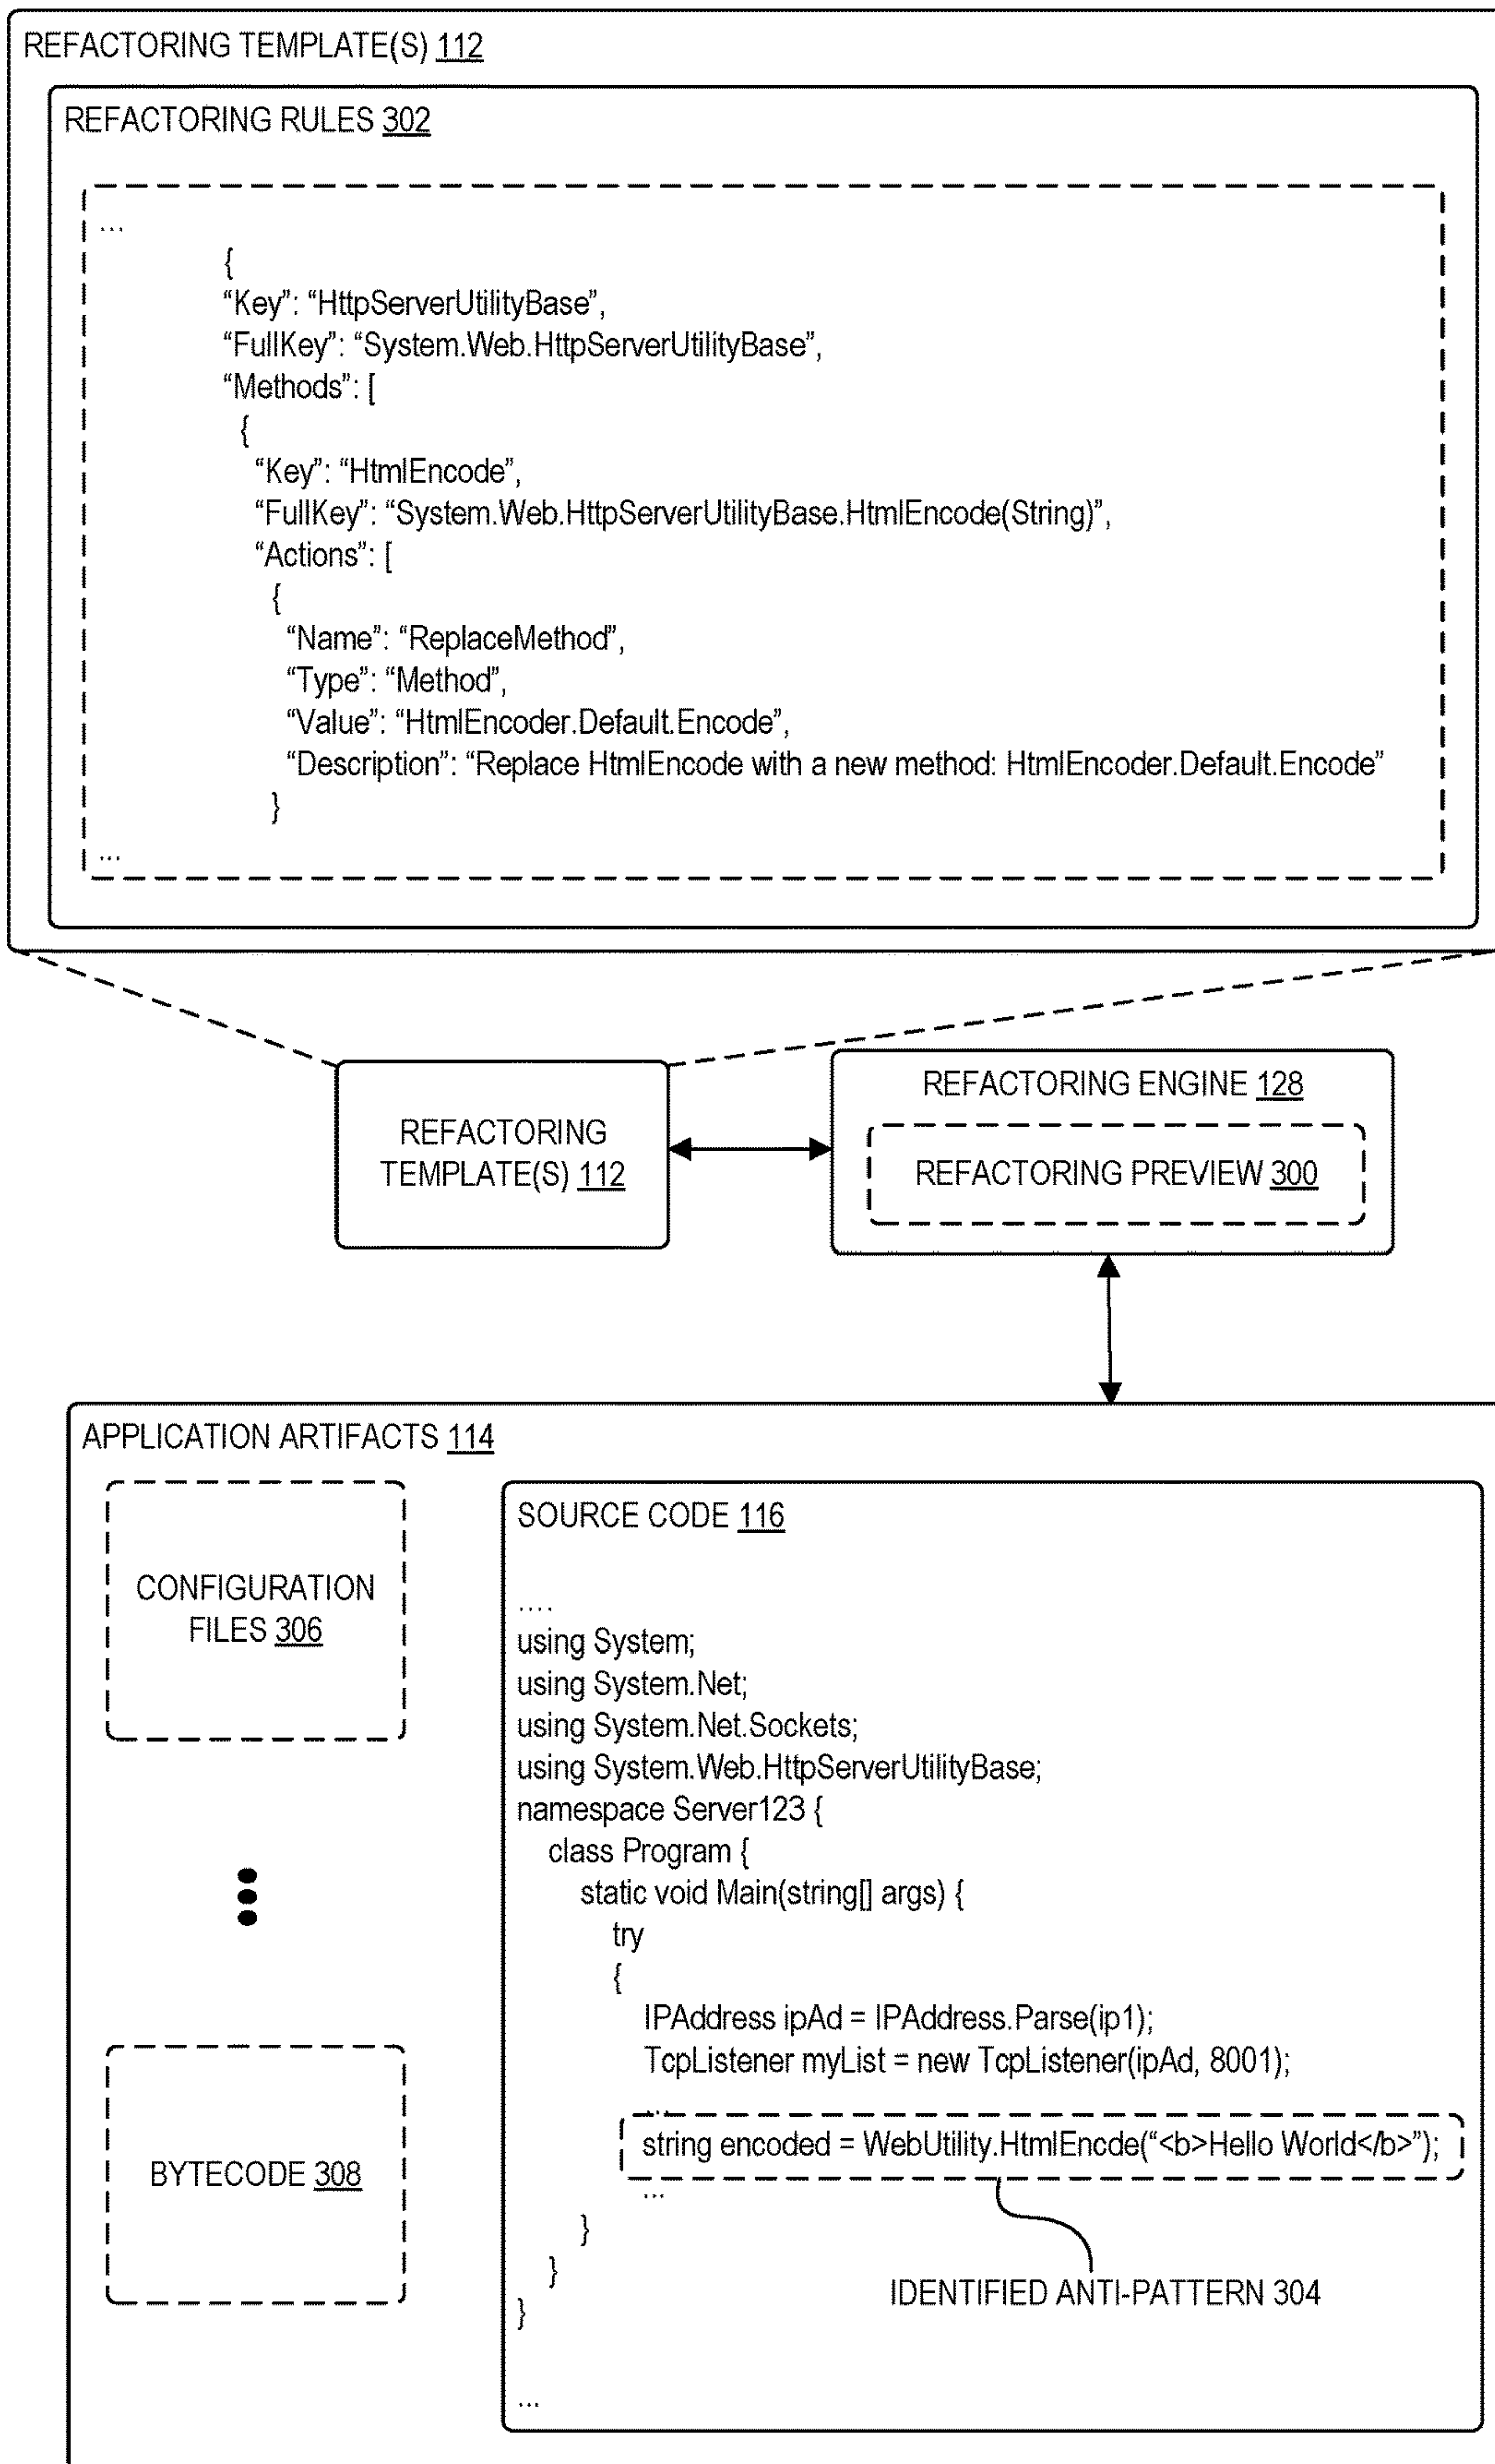 REFACTORING TEMPLATE(S) 112
REFACTORING RULES 302
...
{
“Key”: “HttpServerUtilityBase”,
“FullKey”: “System.Web.HttpServerUtilityBase”,
“Methods”: [
{
“Key”: “HtmlEncode”,
“FullKey”: “System.Web.HttpServerUtilityBase.HtmlEncode(String)”,
“Actions”: [
{
“Name”: “ReplaceMethod”,
“Type”: “Method”,
“Value”: “HtmlEncoder.Default.Encode”,
“Description”: “Replace HtmlEncode with a new method: HtmlEncoder.Default.Encode”
}
...
REFACTORING
TEMPLATE(S) 112
REFACTORING ENGINE 128
REFACTORING PREVIEW 300
APPLICATION ARTIFACTS 114
CONFIGURATION
FILES 306
BYTECODE 308
SOURCE CODE 116
....
using System;
using System.Net;
using System.Net.Sockets;
using System.Web.HttpServerUtilityBase;
namespace Server123 {
class Program {
static void Main(string[] args) {
try
{
IPAddress ipAd = IPAddress.Parse(ip1);
TcpListener myList = new TcpListener(ipAd, 8001);
...
string encoded = WebUtility.HtmlEncde(“<b>Hello World</b>”);
...
}
}
}
IDENTIFIED ANTI-PATTERN 304
...